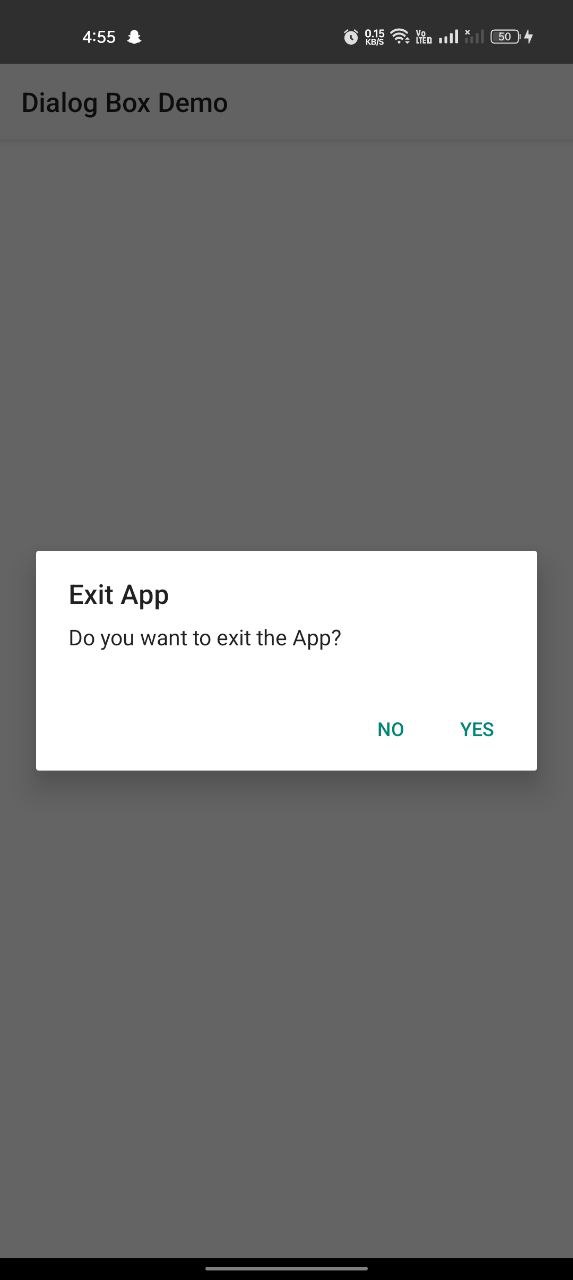 4:55
0.15
KB/S
Vo
LTE
50
Dialog Box Demo
Exit App
Do you want to exit the App?
NO YES